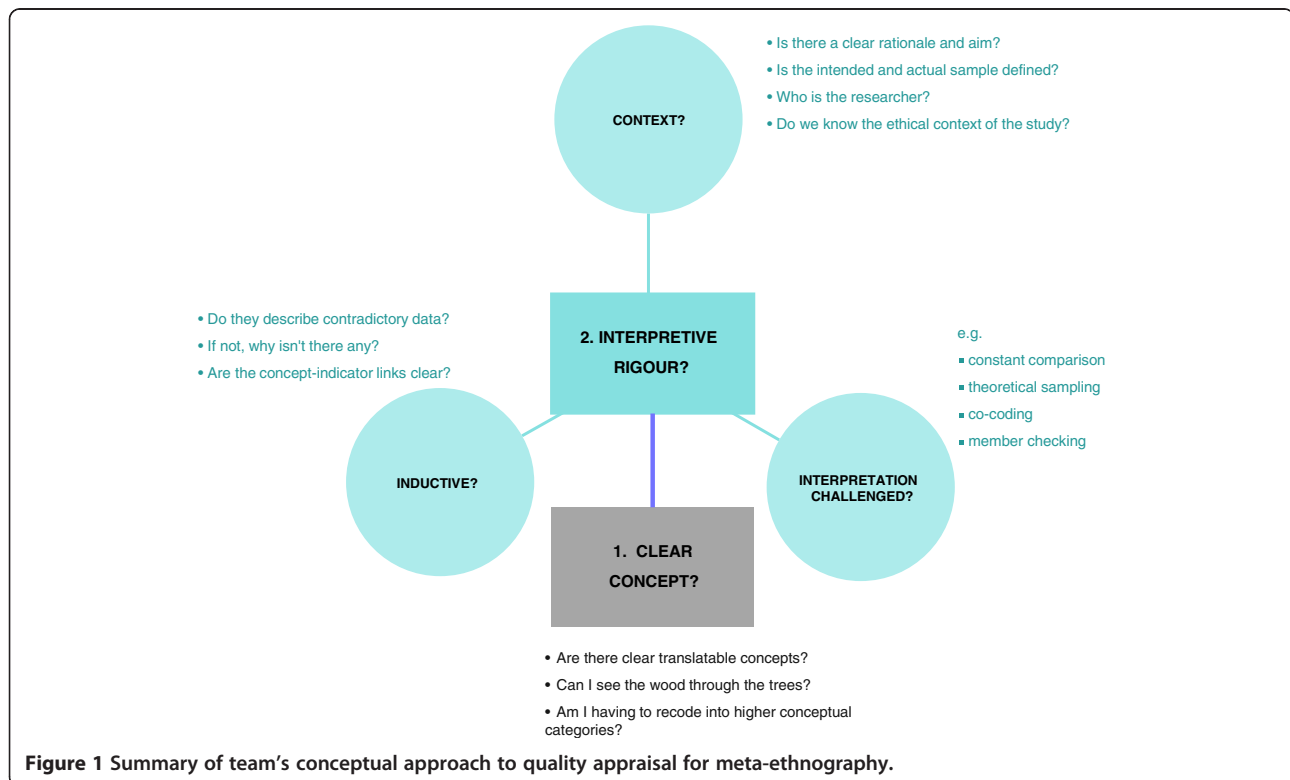 CONTEXT?
• Is there a clear rationale and aim?
• Is the intended and actual sample defined?
• Who is the researcher?
• Do we know the ethical context of the study?
2. INTERPRETIVE
RIGOUR?
• Do they describe contradictory data?
• If not, why isn't there any?
• Are the concept-indicator links clear?
INDUCTIVE?
e.g.
▪ constant comparison
▪ theoretical sampling
▪ co-coding
▪ member checking
INTERPRETATION
CHALLENGED?
1. CLEAR
CONCEPT?
• Are there clear translatable concepts?
• Can I see the wood through the trees?
• Am I having to recode into higher conceptual
categories?
Figure 1 Summary of team's conceptual approach to quality appraisal for meta-ethnography.